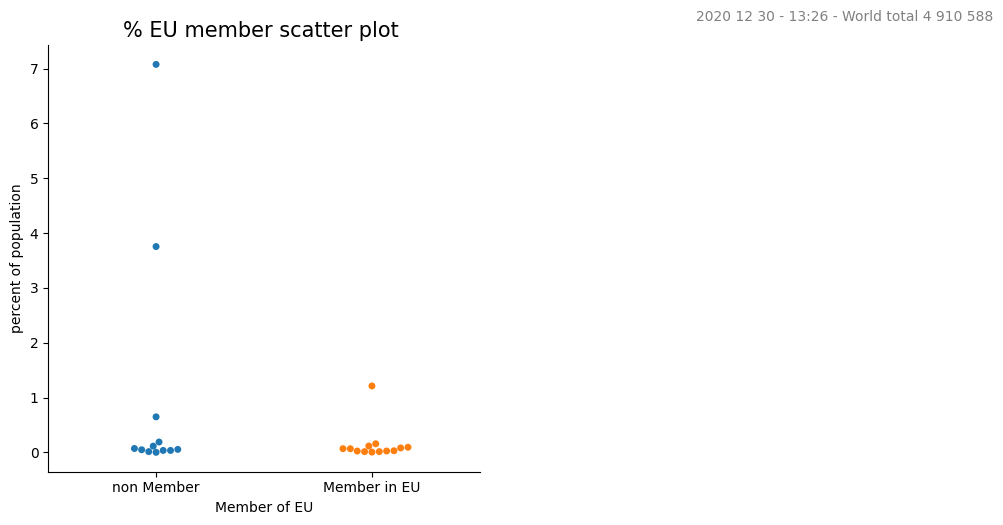 2020 12 30 - 13:26 - World total 4 910 588
% EU member scatter plot
7
6
5
4
3
2
1
0
percent of population
non Member
Member in EU
Member of EU